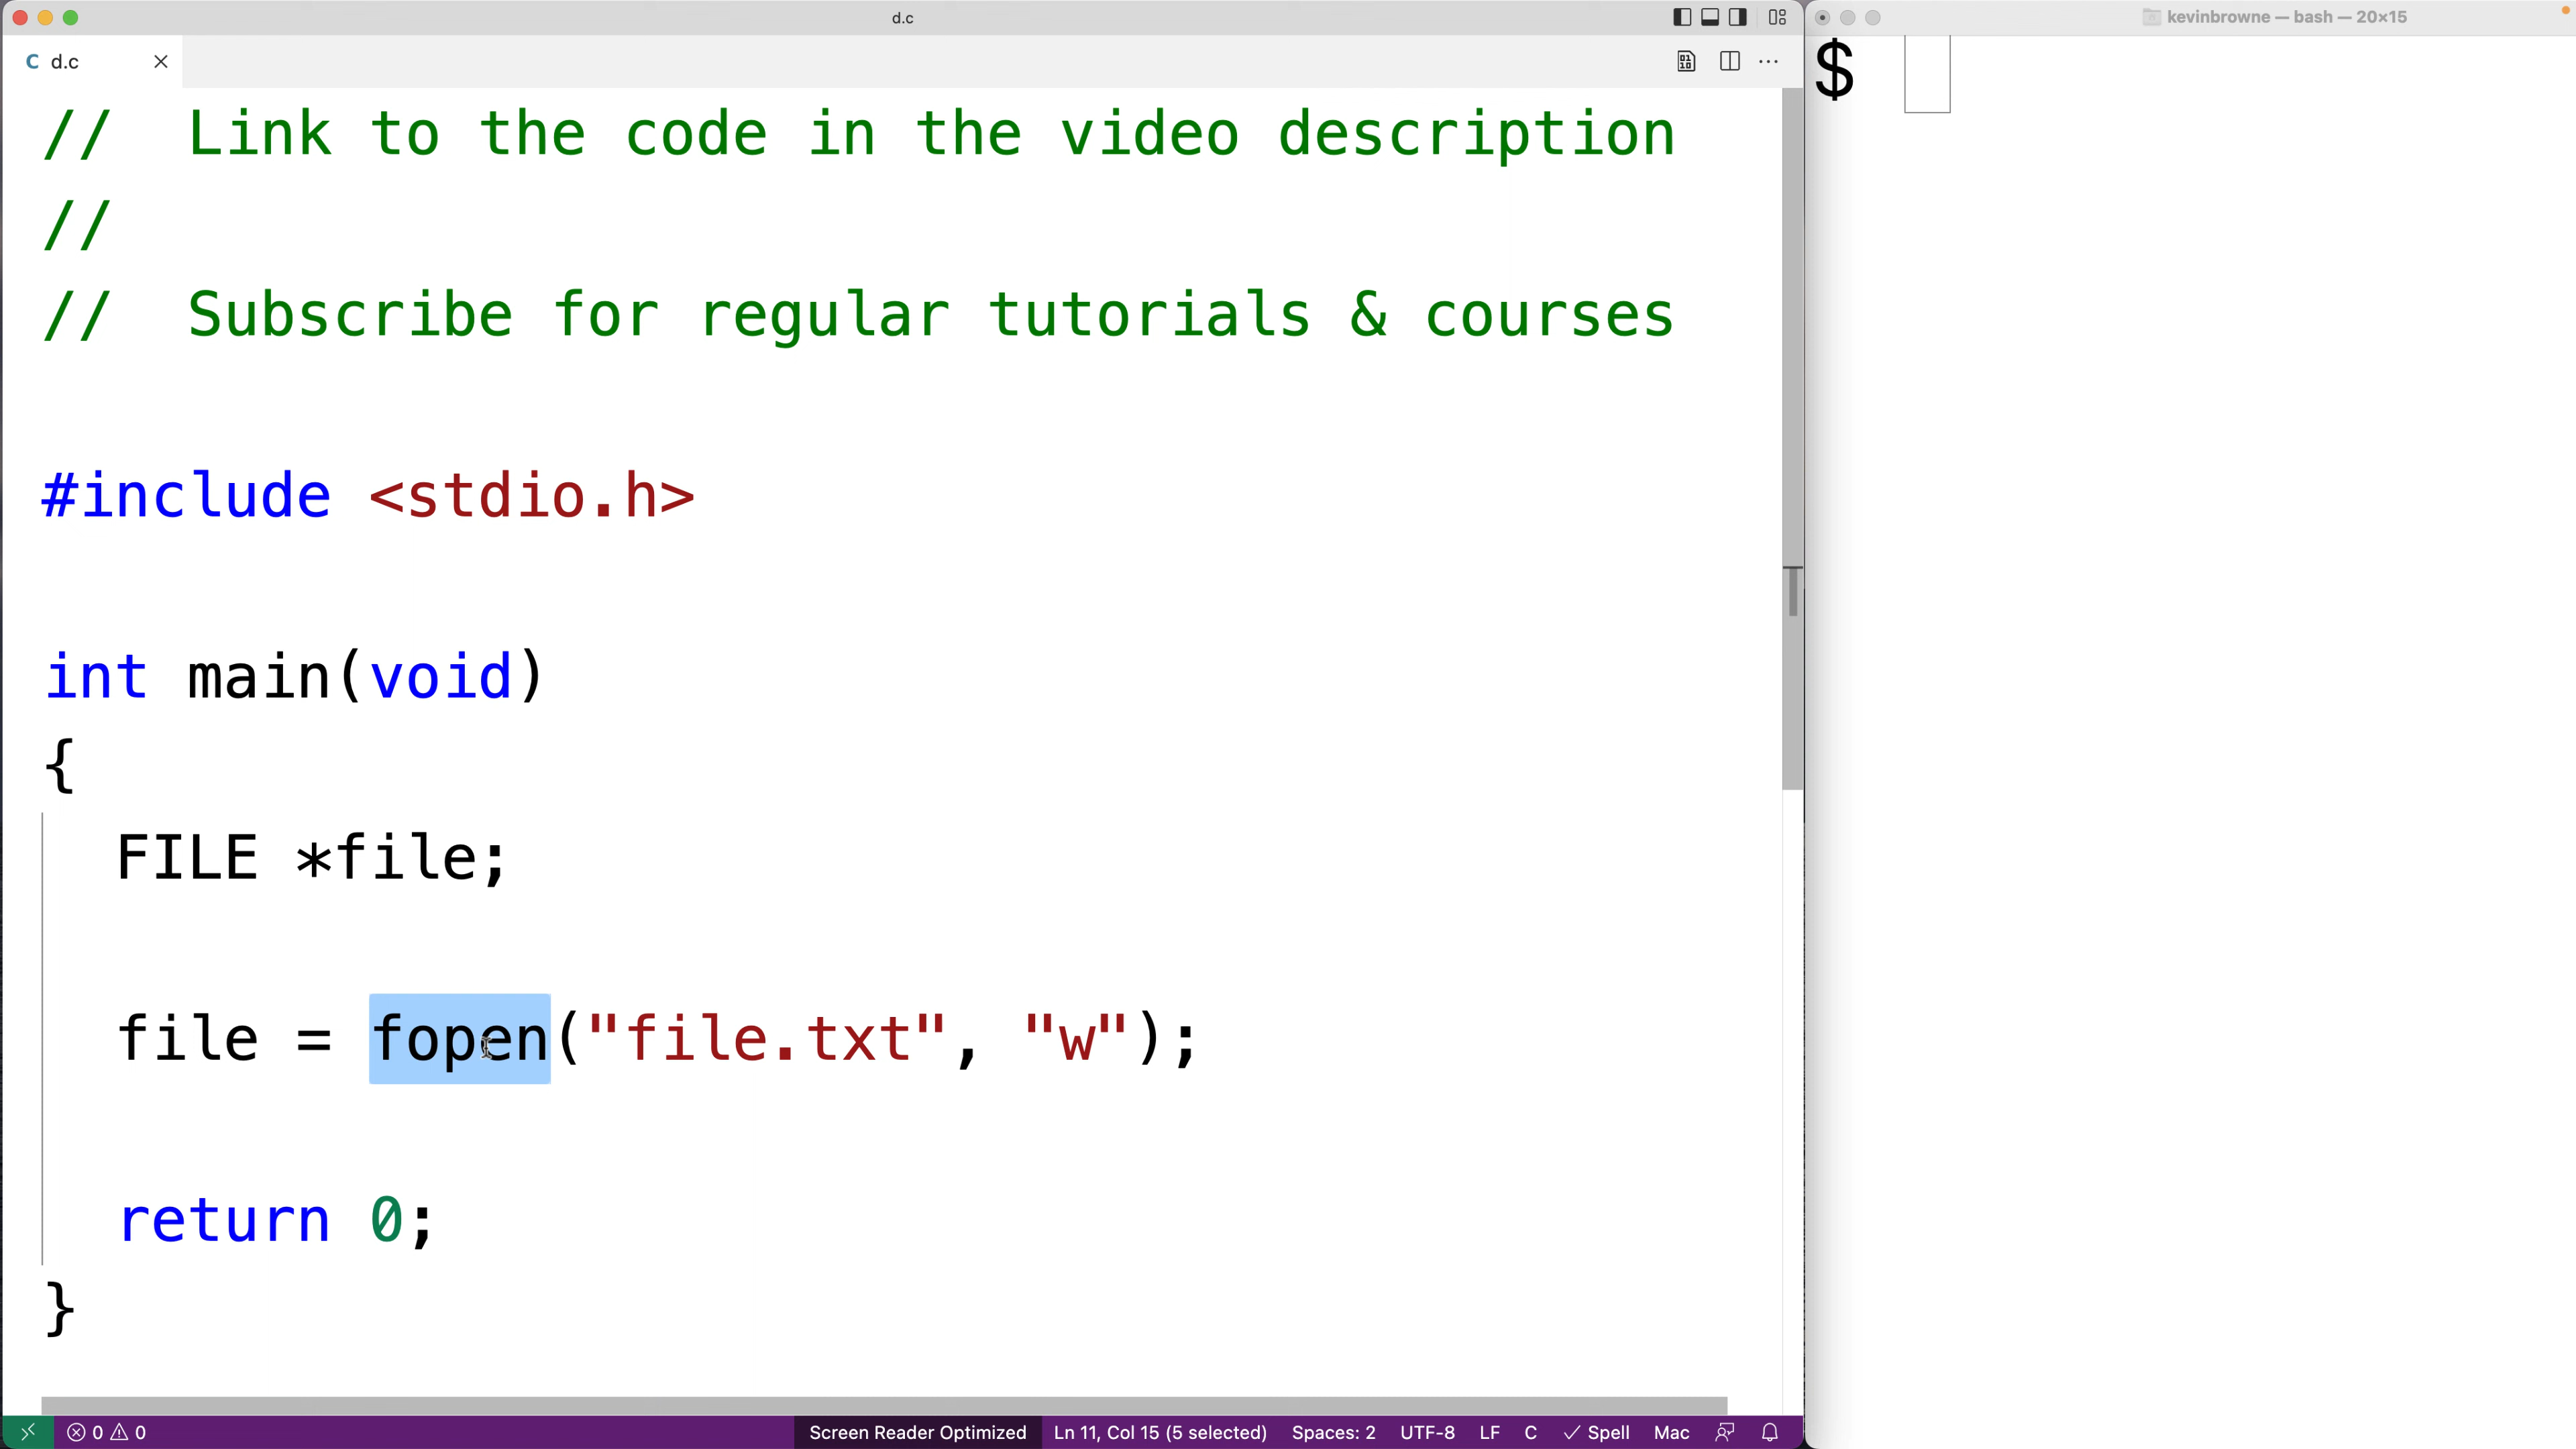 d.c
kevinbrowne — bash — 20×15
C d.c
$
// Link to the code in the video description
//
// Subscribe for regular tutorials & courses
#include <stdio.h>
int main(void)
{
FILE *file;
file = fopen("file.txt", "w");
return 0;
}
0 0 Screen Reader Optimized Ln 11, Col 15 (5 selected) Spaces: 2 UTF-8 LF C Spell Mac